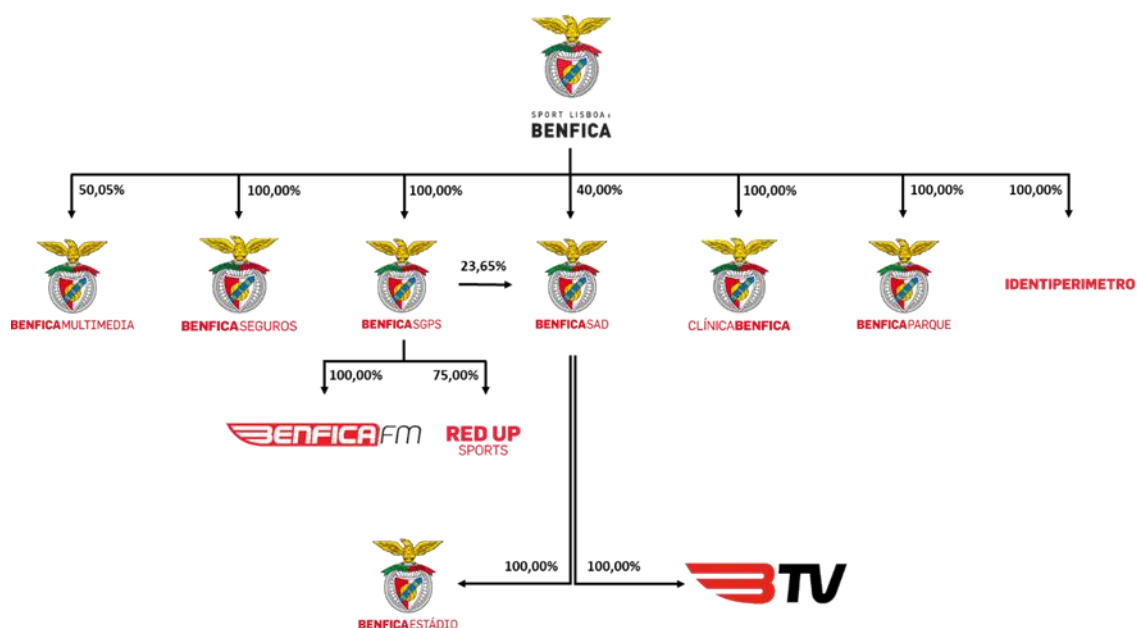 SPORT LISBOA E
BENFICA
50,05%
100,00%
100,00%
40,00%
100,00%
100,00%
100,00%
23,65%
BENFICAMULTIMEDIA
BENFICASEGUROS
BENFICASGPS
BENFICASAD
CLÍNICABENFICA
BENFICAPARQUE
IDENTIPERIMETRO
100,00%
75,00%
BENFICAFM
RED UP
SPORTS
100,00%
100,00%
BENFICAESTÁDIO
BTV